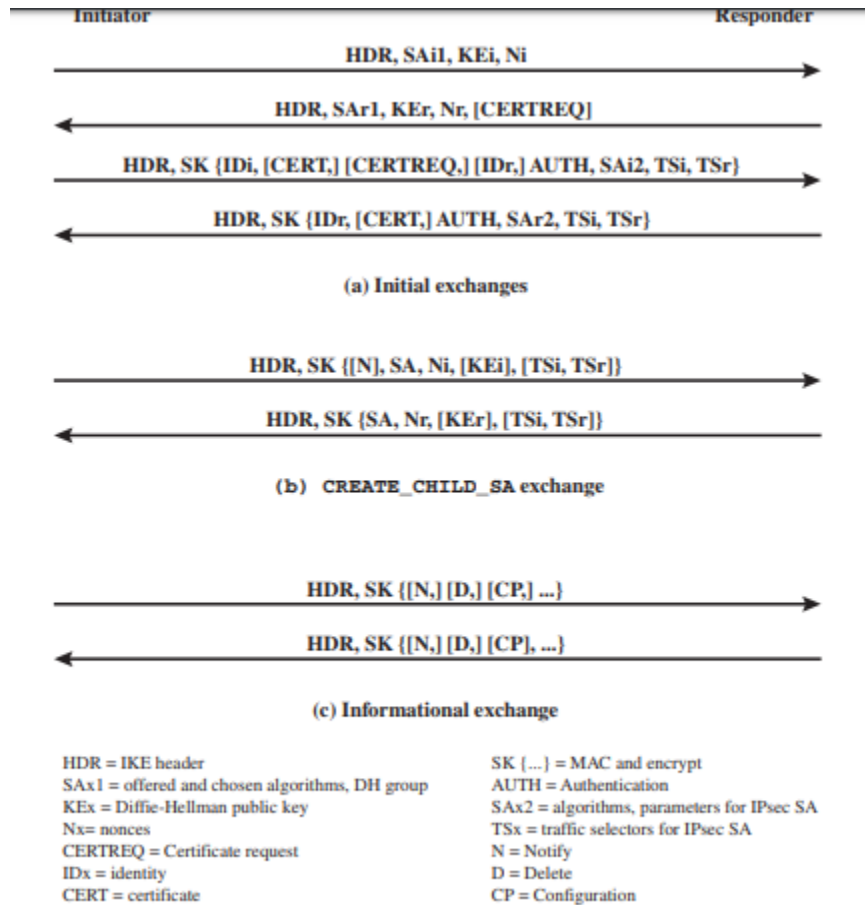 Initiator Responder
HDR, SAi1, KEi, Ni
HDR, SAr1, KEr, Nr, [CERTREQ]
HDR, SK {IDi, [CERT,] [CERTREQ,] [IDr,] AUTH, SAi2, TSi, TSr}
HDR, SK {IDr, [CERT,] AUTH, SAr2, TSi, TSr}
(a) Initial exchanges
HDR, SK {[N], SA, Ni, [KEi], [TSi, TSr]}
HDR, SK {SA, Nr, [KEr], [TSi, TSr]}
(b) CREATE_CHILD_SA exchange
HDR, SK {[N,] [D,] [CP,] ...}
HDR, SK {[N,] [D,] [CP], ...}
(c) Informational exchange
HDR = IKE header
SAx1 = offered and chosen algorithms, DH group
KEx = Diffie-Hellman public key
Nx= nonces
CERTREQ = Certificate request
IDx = identity
CERT = certificate
SK {...} = MAC and encrypt
AUTH = Authentication
SAx2 = algorithms, parameters for IPsec SA
TSx = traffic selectors for IPsec SA
N = Notify
D = Delete
CP = Configuration